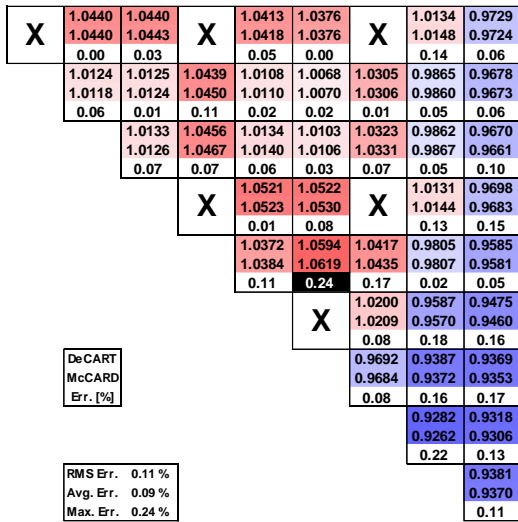 X 1.0440 1.0440 X 1.0413 1.0376 X 1.0134 0.9729
1.0440 1.0443 1.0418 1.0376 1.0148 0.9724
0.00 0.03 0.05 0.00 0.14 0.06
1.0124 1.0125 1.0439 1.0108 1.0068 1.0305 0.9865 0.9678
1.0118 1.0124 1.0450 1.0110 1.0070 1.0306 0.9860 0.9673
0.06 0.01 0.11 0.02 0.02 0.01 0.05 0.06
1.0133 1.0456 1.0134 1.0103 1.0323 0.9862 0.9670
1.0126 1.0467 1.0140 1.0106 1.0331 0.9867 0.9661
0.07 0.07 0.06 0.03 0.07 0.05 0.10
X 1.0521 1.0522 X 1.0131 0.9698
1.0523 1.0530 1.0144 0.9683
0.01 0.08 0.13 0.15
1.0372 1.0594 1.0417 0.9805 0.9585
1.0384 1.0619 1.0435 0.9807 0.9581
0.11 0.24 0.17 0.02 0.05
X 1.0200 0.9587 0.9475
1.0209 0.9570 0.9460
0.08 0.18 0.16
DeCART 0.9692 0.9387 0.9369
McCARD 0.9684 0.9372 0.9353
Err. [%] 0.08 0.16 0.17
0.9282 0.9318
0.9262 0.9306
0.22 0.13
RMS Err. 0.11 % 0.9381
Avg. Err. 0.09 % 0.9370
Max. Err. 0.24 % 0.11